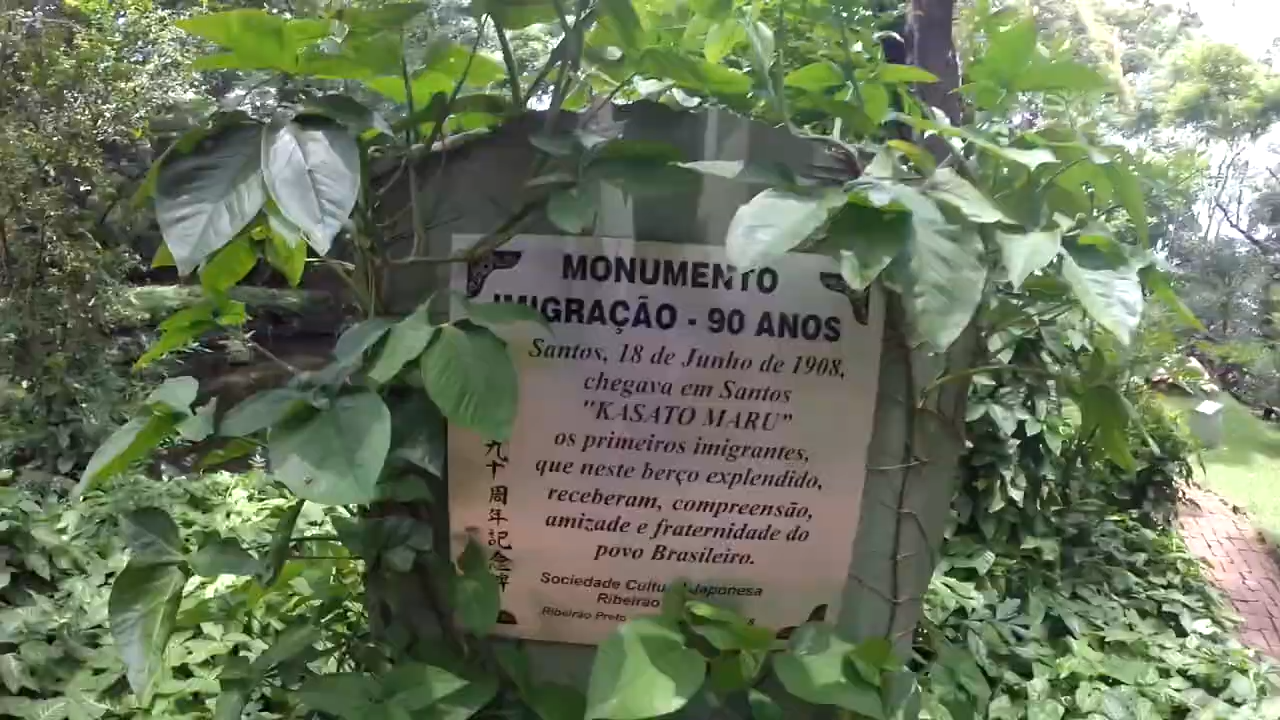 MONUMENTO
IMIGRAÇÃO - 90 ANOS
Santos, 18 de Junho de 1908,
chegava em Santos
"KASATO MARU"
os primeiros imigrantes,
que neste berço explendido,
receberam, compreensão,
amizade e fraternidade do
povo Brasileiro.
Sociedade Japonesa
Ribeirão
Ribeirão Preto
九十周年記念碑